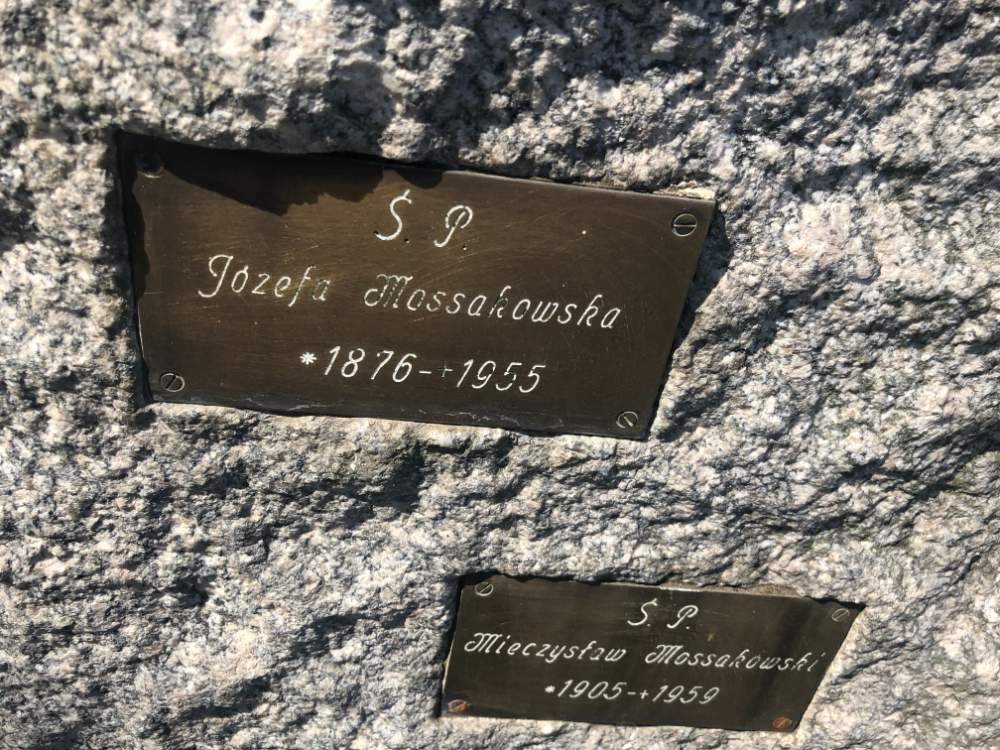 Ś. P.
Józefa Mossakowska
*1876-+1955
Ś. P.
Mieczysław Mossakowski
*1905-+1959